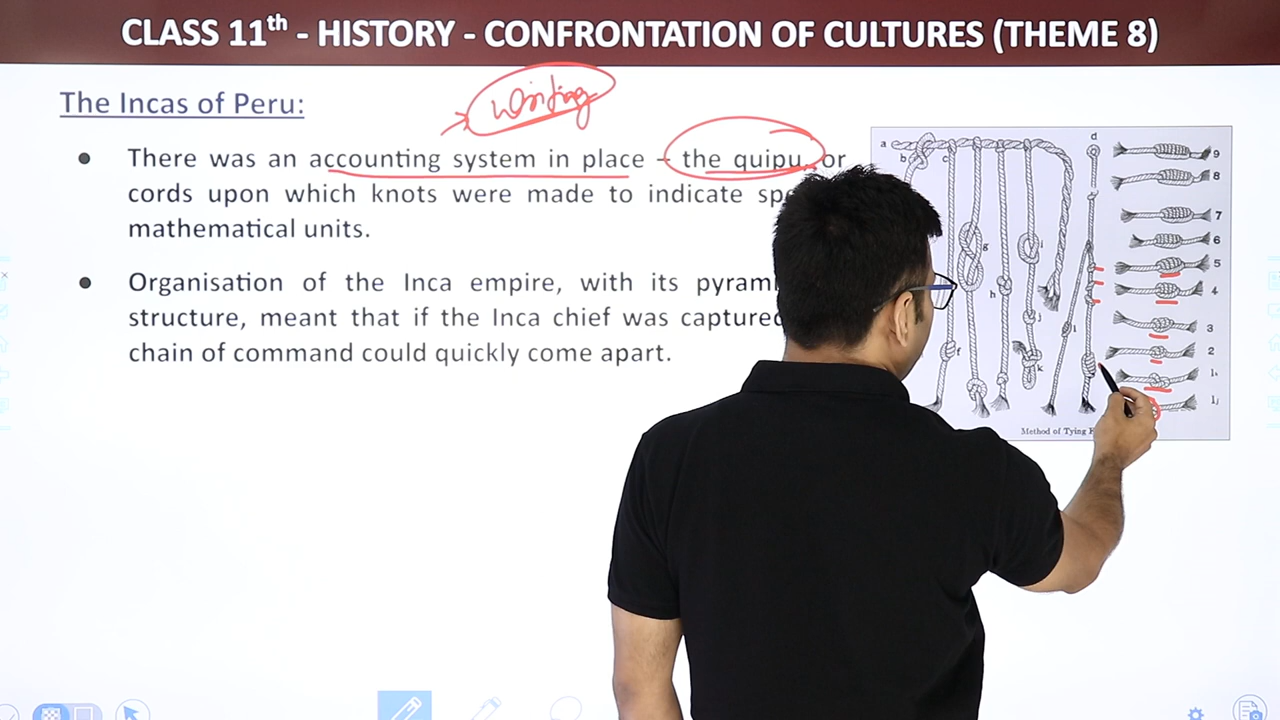 CLASS 11th - HISTORY - CONFRONTATION OF CULTURES (THEME 8)
The Incas of Peru:
writing
• There was an accounting system in place – the quipu, or
cords upon which knots were made to indicate
mathematical units.
• Organisation of the Inca empire, with its
structure, meant that if the Inca chief was captured
chain of command could quickly come apart.
a
b
c
d
f
g
h
i
j
k
l
9
8
7
6
5
4
3
2
Method of Tying